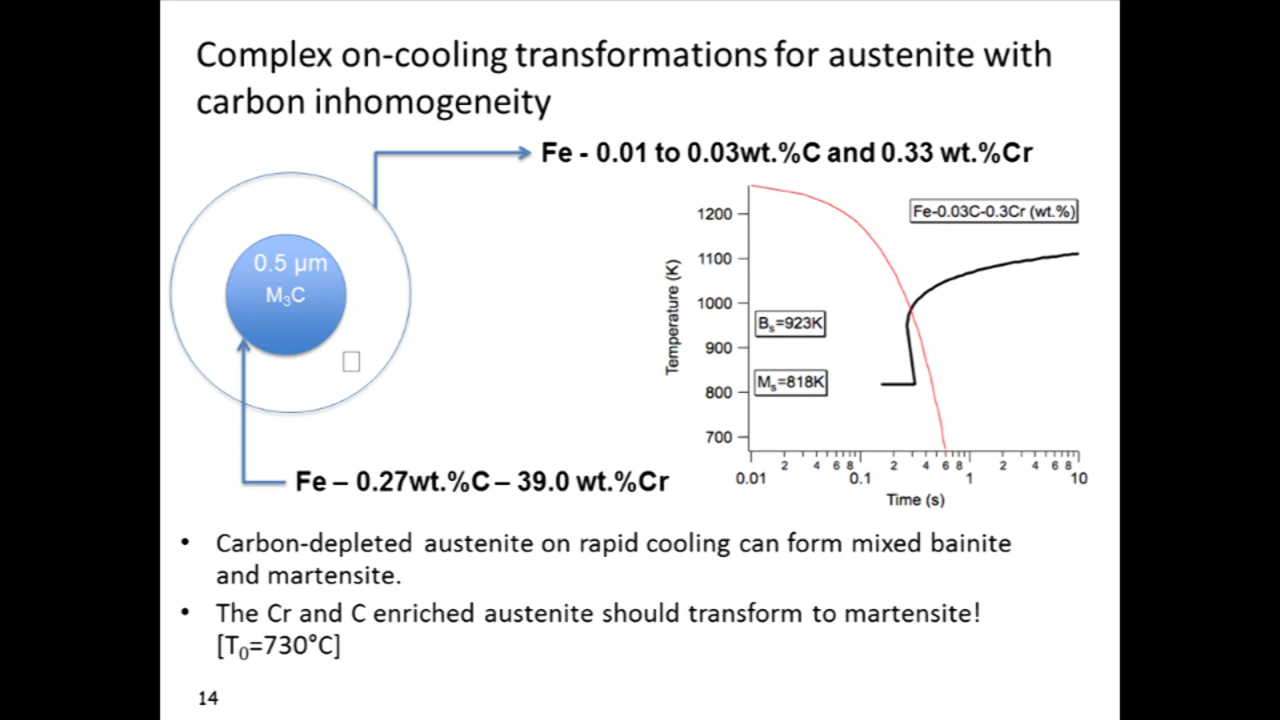 Complex on-cooling transformations for austenite with
carbon inhomogeneity
Fe - 0.01 to 0.03wt.%C and 0.33 wt.%Cr
0.5 μm
M₃C
Fe – 0.27wt.%C – 39.0 wt.%Cr
Temperature (K)
1200
1100
1000
900
800
700
Fe-0.03C-0.3Cr (wt.%)
Bₛ=923K
Mₛ=818K
2 4 6 8 2 4 6 8 2 4 6 8
0.01 0.1 1 10
Time (s)
• Carbon-depleted austenite on rapid cooling can form mixed bainite
and martensite.
• The Cr and C enriched austenite should transform to martensite!
[T₀=730°C]
14